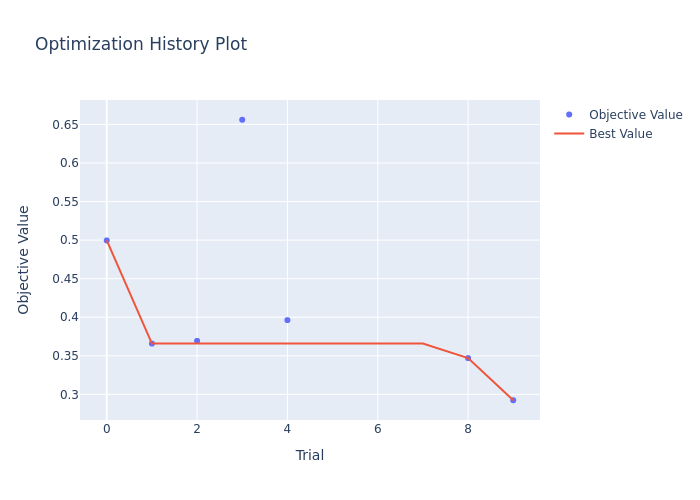 Optimization History Plot
Objective Value
Best Value
0.65
0.6
0.55
0.5
0.45
0.4
0.35
0.3
Objective Value
0 2 4 6 8
Trial